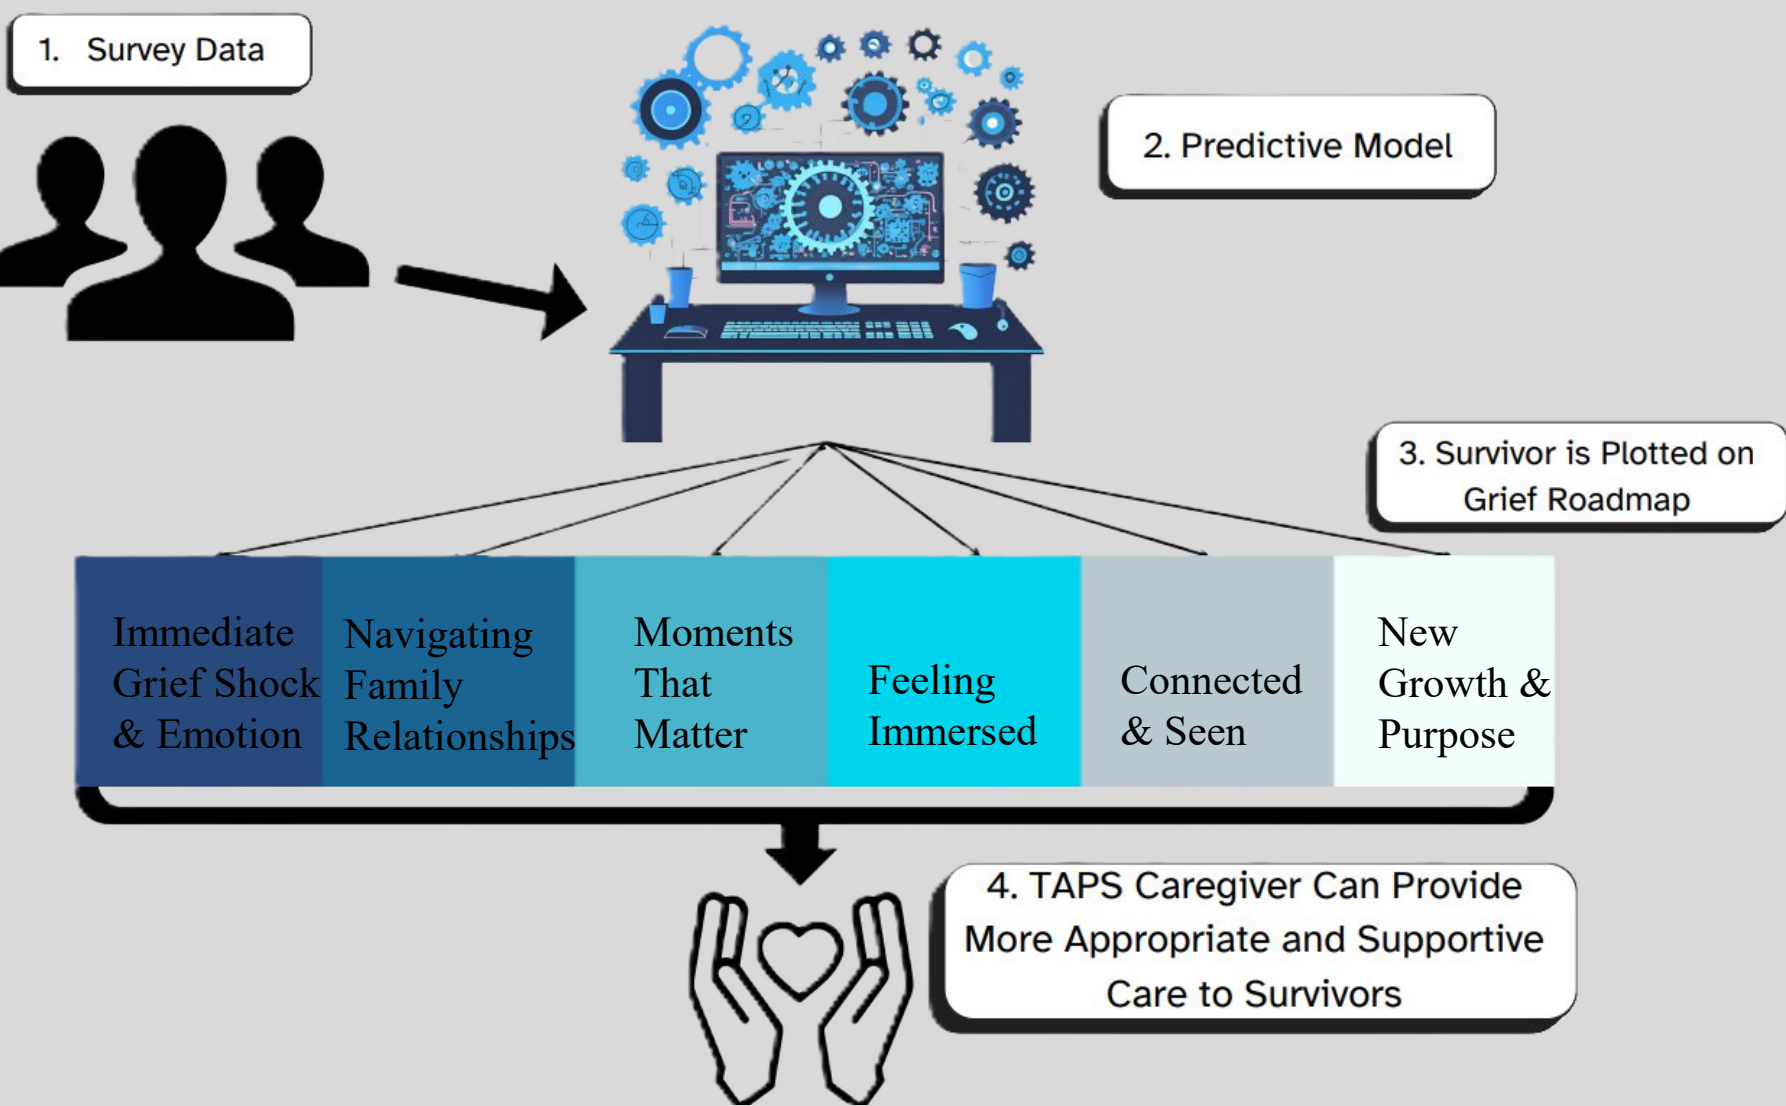 1. Survey Data
2. Predictive Model
3. Survivor is Plotted on
Grief Roadmap
Immediate
Grief Shock
& Emotion
Navigating
Family
Relationships
Moments
That
Matter
Feeling
Immersed
Connected
& Seen
New
Growth &
Purpose
4. TAPS Caregiver Can Provide
More Appropriate and Supportive
Care to Survivors